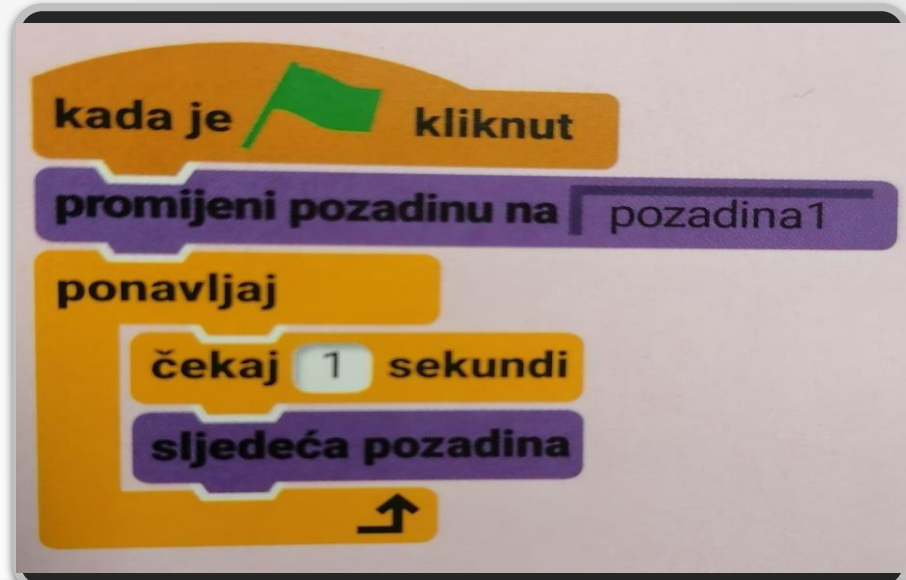 kada je kliknut
promijeni pozadinu na pozadina1
ponavljaj
čekaj 1 sekundi
sljedeća pozadina